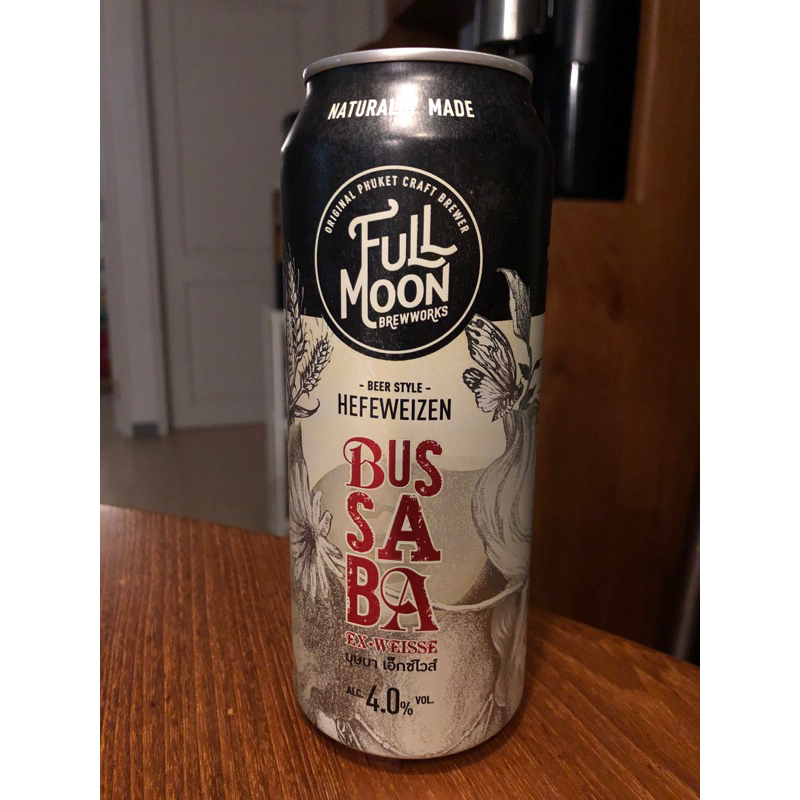 NATURALLY MADE
ORIGINAL PHUKET CRAFT BREWER
FULL
MOON
BREWWORKS
- BEER STYLE -
HEFEWEIZEN
BUS
SA
BA
EX-WEISSE
บุษบา เอ็กซ์ไวส์
ALC. 4.0% VOL.